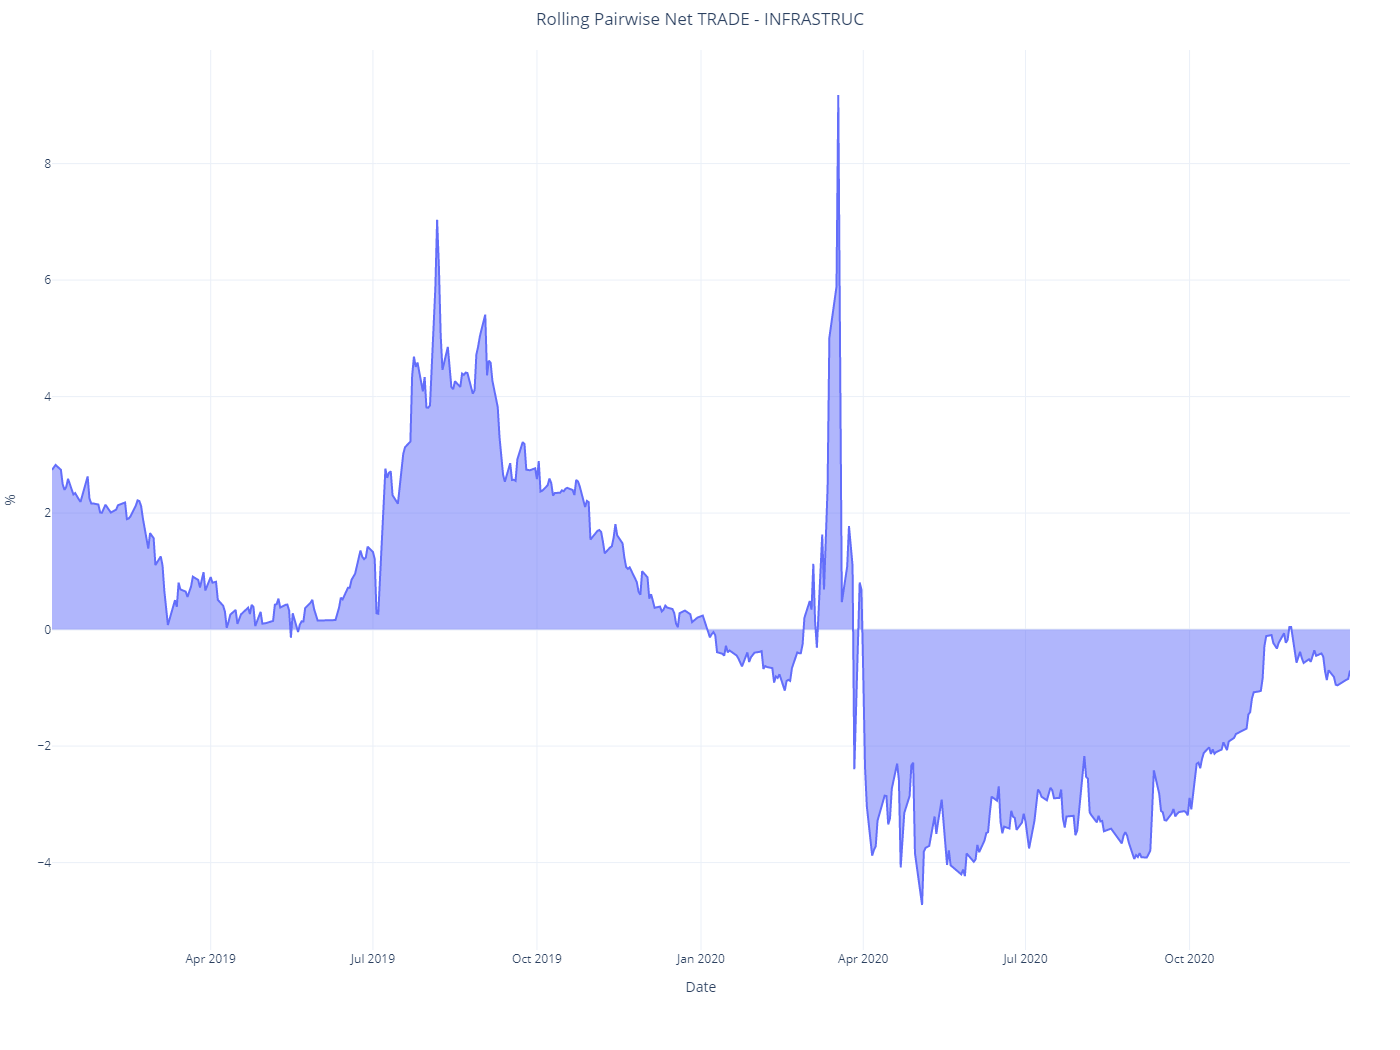 Rolling Pairwise Net TRADE - INFRASTRUC
8
6
4
2
0
−2
−4
%
Apr 2019
Jul 2019
Oct 2019
Jan 2020
Apr 2020
Jul 2020
Oct 2020
Date